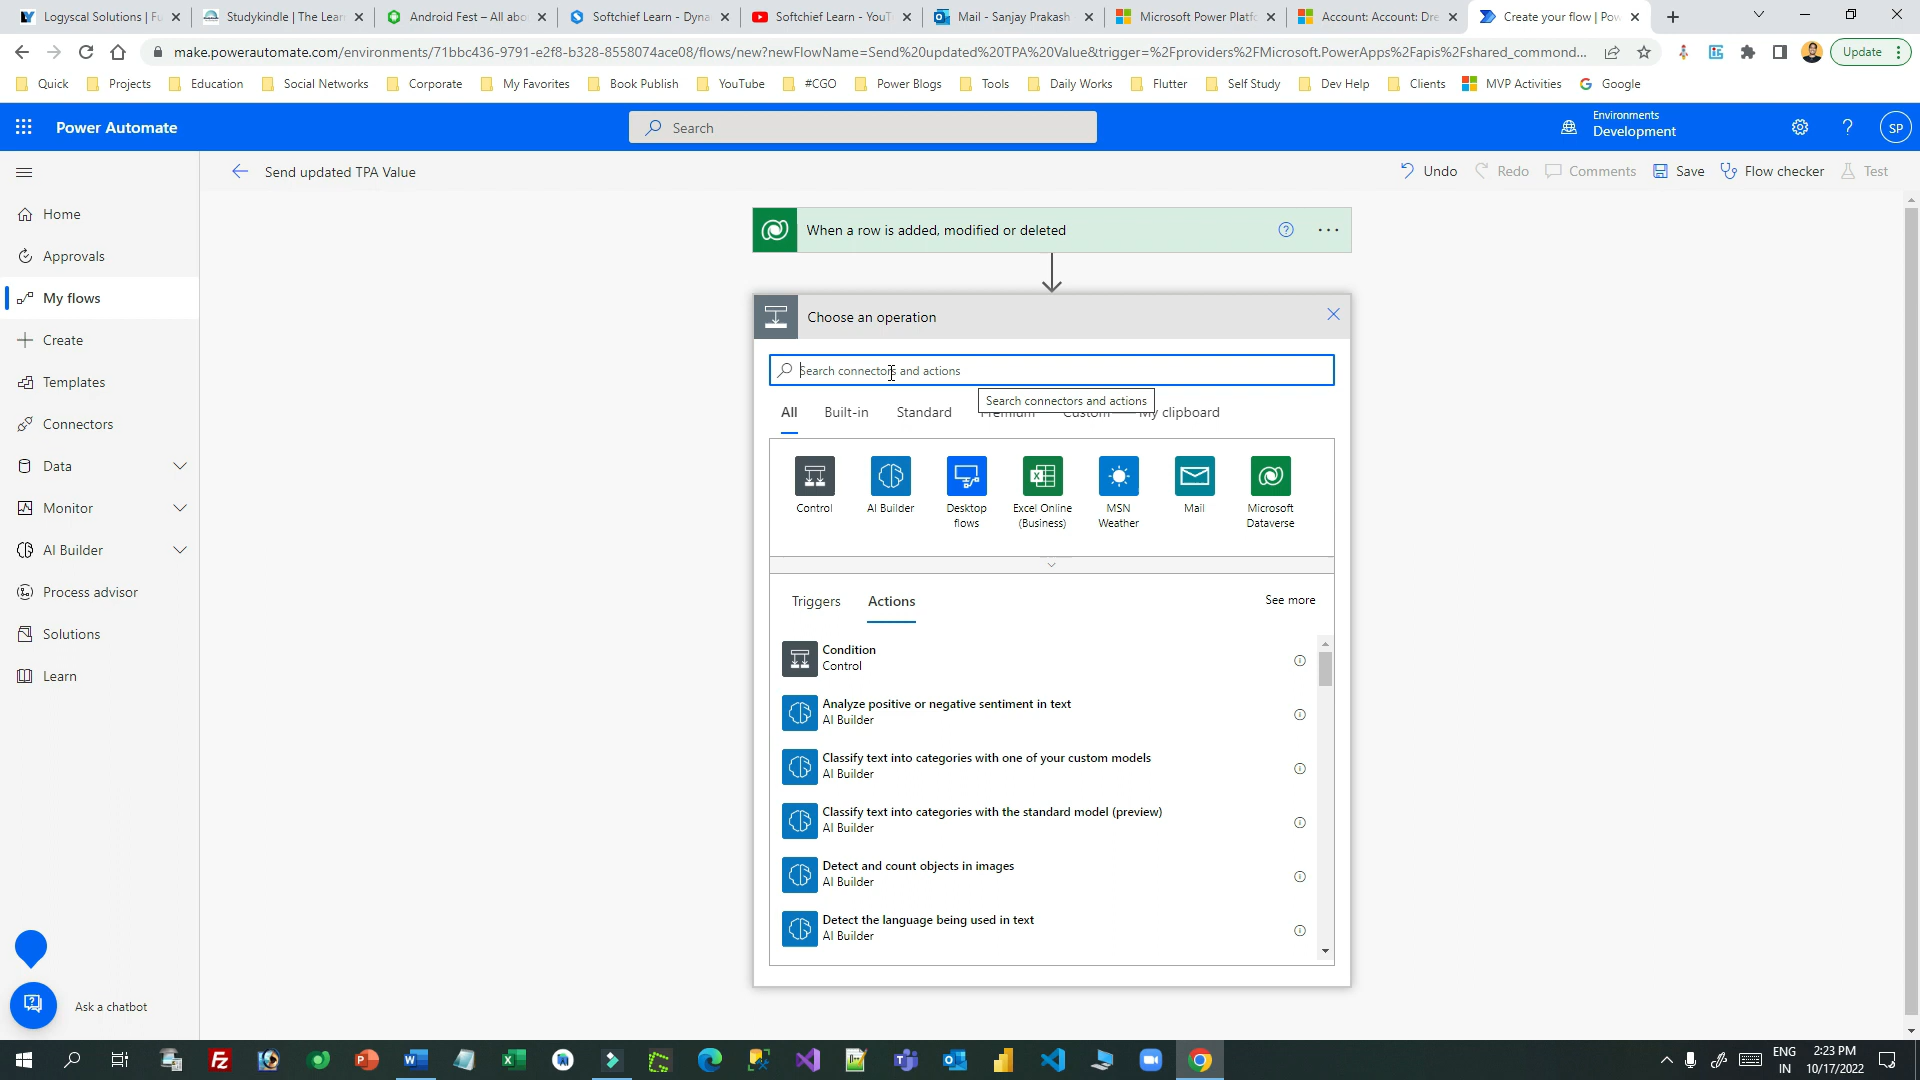 Logyscal Solutions | Fu
Studykindle | The Lear
Android Fest – All abo
Softchief Learn - Dyna
Softchief Learn - YouT
Mail - Sanjay Prakash
Microsoft Power Platfo
Account: Account: Dre
Create your flow | Pow
make.powerautomate.com/environments/71bbc436-9791-e2f8-b328-8558074ace08/flows/new?newFlowName=Send%20updated%20TPA%20Value&trigger=%2Fproviders%2FMicrosoft.PowerApps%2Fapis%2Fshared_commond...
Update
Quick
Projects
Education
Social Networks
Corporate
My Favorites
Book Publish
YouTube
#CGO
Power Blogs
Tools
Daily Works
Flutter
Self Study
Dev Help
Clients
MVP Activities
Google
Power Automate
Search
Environments
Development
SP
Send updated TPA Value
Undo
Redo
Comments
Save
Flow checker
Test
Home
Approvals
My flows
Create
Templates
Connectors
Data
Monitor
AI Builder
Process advisor
Solutions
Learn
Ask a chatbot
When a row is added, modified or deleted
Choose an operation
Search connectors and actions
Search connectors and actions
All
Built-in
Standard
Premium
Custom
My clipboard
Control
AI Builder
Desktop flows
Excel Online (Business)
MSN Weather
Mail
Microsoft Dataverse
Triggers
Actions
See more
Condition
Control
Analyze positive or negative sentiment in text
AI Builder
Classify text into categories with one of your custom models
AI Builder
Classify text into categories with the standard model (preview)
AI Builder
Detect and count objects in images
AI Builder
Detect the language being used in text
AI Builder
ENG
IN
2:23 PM
10/17/2022